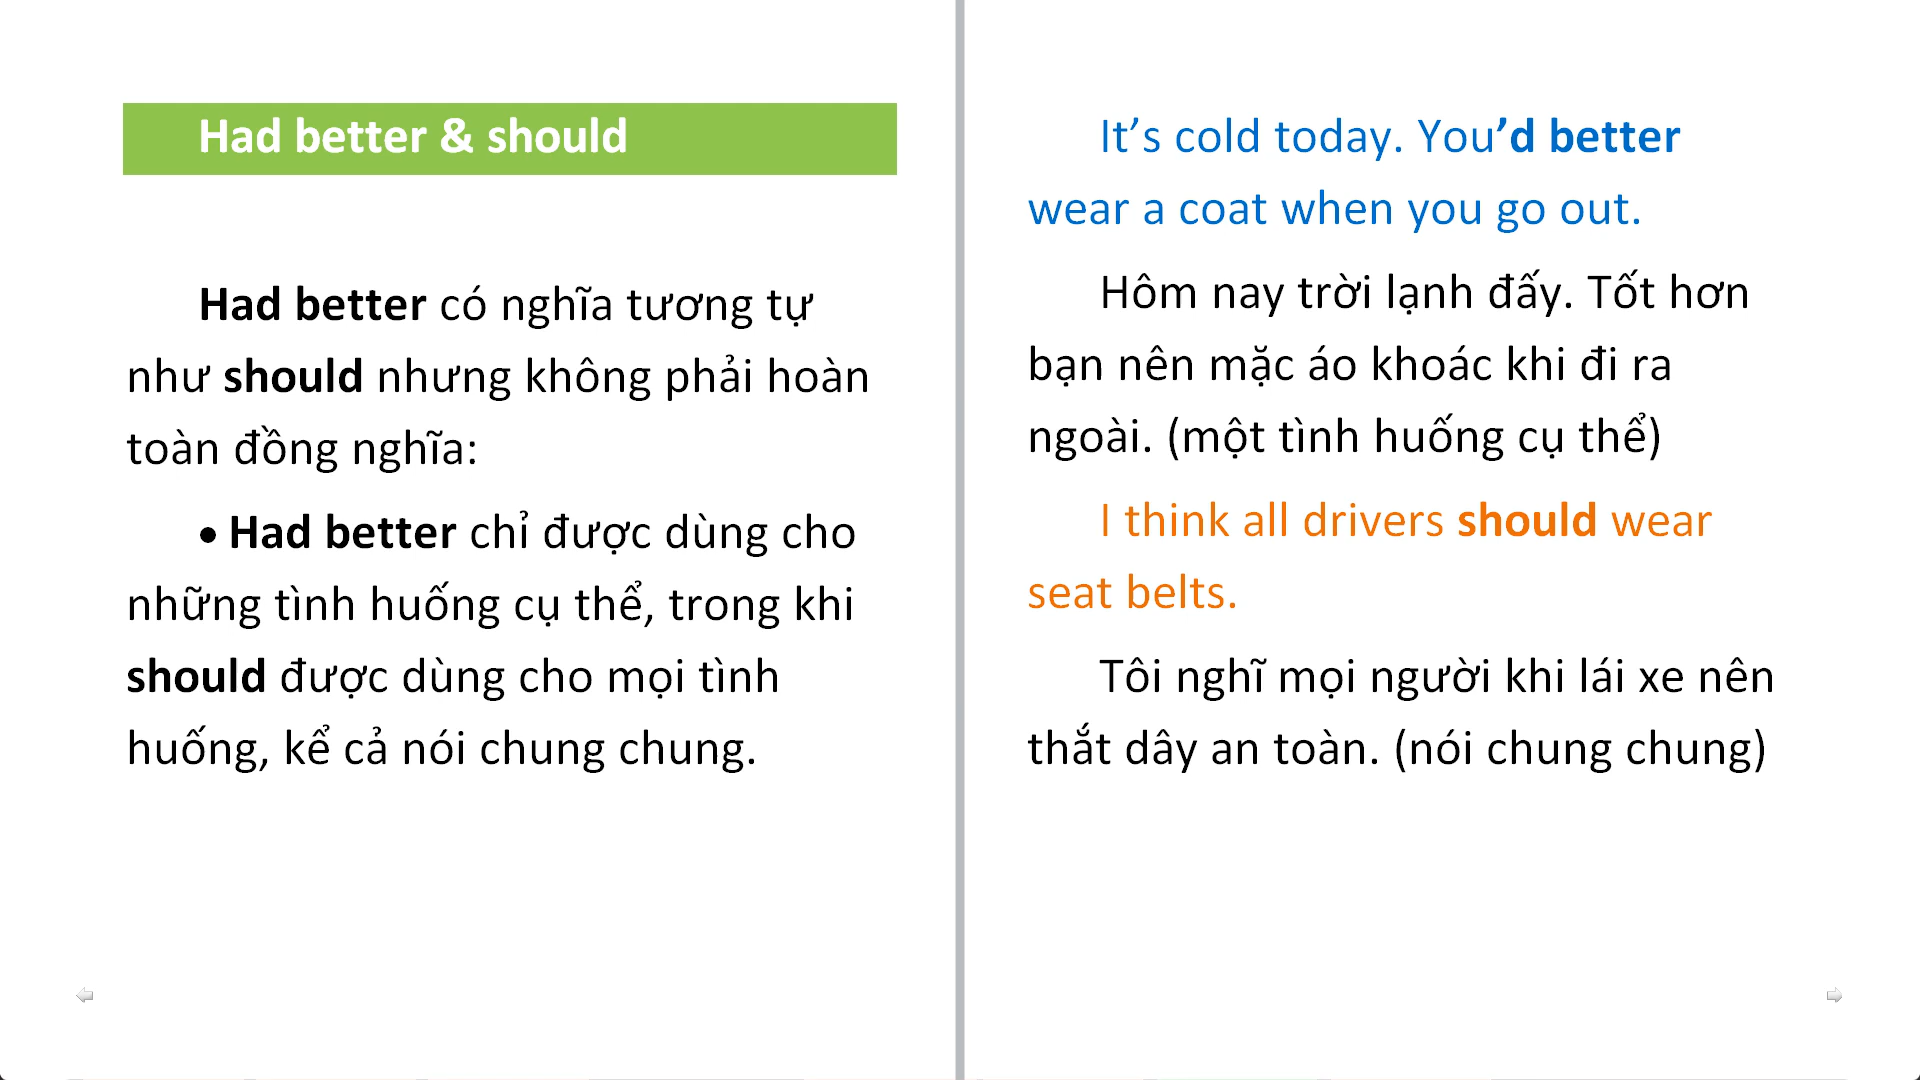 Had better & should
Had better có nghĩa tương tự
như should nhưng không phải hoàn
toàn đồng nghĩa:
• Had better chỉ được dùng cho
những tình huống cụ thể, trong khi
should được dùng cho mọi tình
huống, kể cả nói chung chung.
It’s cold today. You’d better
wear a coat when you go out.
Hôm nay trời lạnh đấy. Tốt hơn
bạn nên mặc áo khoác khi đi ra
ngoài. (một tình huống cụ thể)
I think all drivers should wear
seat belts.
Tôi nghĩ mọi người khi lái xe nên
thắt dây an toàn. (nói chung chung)